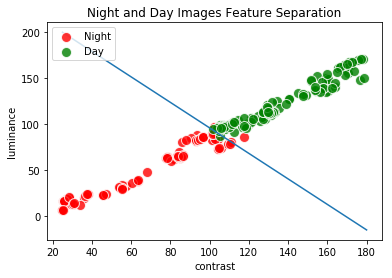 Night and Day Images Feature Separation
Night
Day
200
150
100
50
0
luminance
20 40 60 80 100 120 140 160 180
contrast